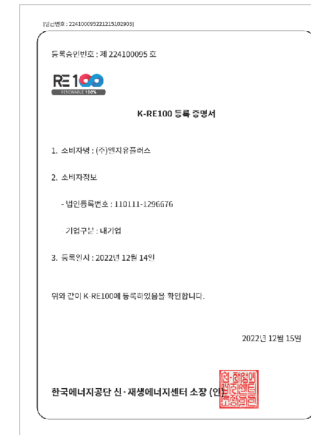 등록승인번호 : 제 224100095 호
RE100
RENEWABLE 100%
K-RE100 등록 증명서
1. 소비자명 : (주)엘지유플러스
2. 소비자정보
- 법인등록번호 : 110111-1296676
기업구분 : 대기업
3. 등록일시 : 2022년 12월 14일
위와 같이 K-RE100에 등록되었음을 확인합니다.
2022년 12월 15일
한국에너지공단 신·재생에너지센터 소장 (인)